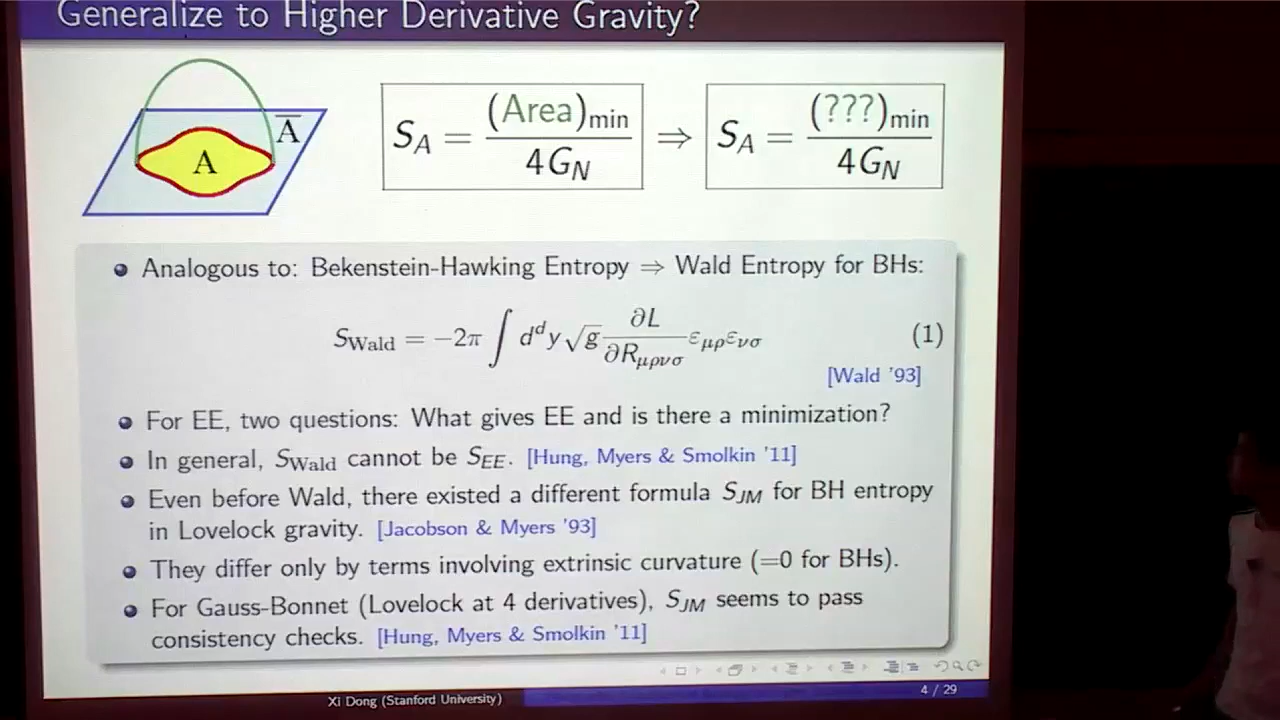 Generalize to Higher Derivative Gravity?
A
A̅
S_A = (Area)_min / 4G_N ⇒ S_A = (???)_min / 4G_N
Analogous to: Bekenstein-Hawking Entropy ⇒ Wald Entropy for BHs:
S_Wald = −2π ∫ d^d y √g ∂L/∂R_μρνσ ε_μρ ε_νσ (1)
[Wald '93]
For EE, two questions: What gives EE and is there a minimization?
In general, S_Wald cannot be S_EE. [Hung, Myers & Smolkin '11]
Even before Wald, there existed a different formula S_JM for BH entropy
in Lovelock gravity. [Jacobson & Myers '93]
They differ only by terms involving extrinsic curvature (=0 for BHs).
For Gauss-Bonnet (Lovelock at 4 derivatives), S_JM seems to pass
consistency checks. [Hung, Myers & Smolkin '11]
Xi Dong (Stanford University)
4 / 29